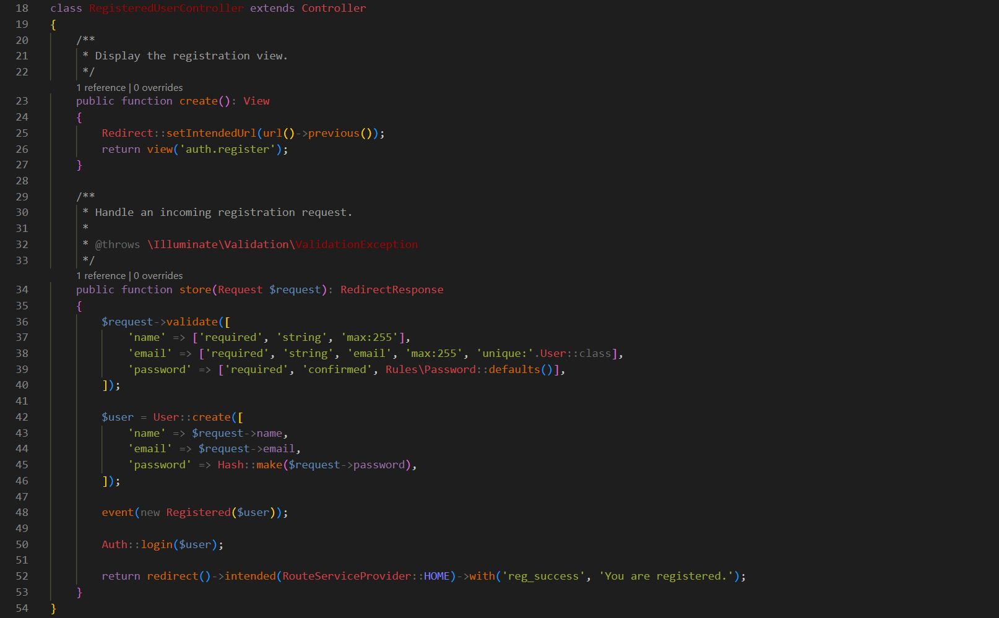 18 class RegisteredUserController extends Controller
19 {
20     /**
21      * Display the registration view.
22      */
1 reference | 0 overrides
23     public function create(): View
24     {
25         Redirect::setIntendedUrl(url()->previous());
26         return view('auth.register');
27     }
28
29     /**
30      * Handle an incoming registration request.
31      *
32      * @throws \Illuminate\Validation\ValidationException
33      */
1 reference | 0 overrides
34     public function store(Request $request): RedirectResponse
35     {
36         $request->validate([
37             'name' => ['required', 'string', 'max:255'],
38             'email' => ['required', 'string', 'email', 'max:255', 'unique:'.User::class],
39             'password' => ['required', 'confirmed', Rules\Password::defaults()],
40         ]);
41
42         $user = User::create([
43             'name' => $request->name,
44             'email' => $request->email,
45             'password' => Hash::make($request->password),
46         ]);
47
48         event(new Registered($user));
49
50         Auth::login($user);
51
52         return redirect()->intended(RouteServiceProvider::HOME)->with('reg_success', 'You are registered.');
53     }
54 }